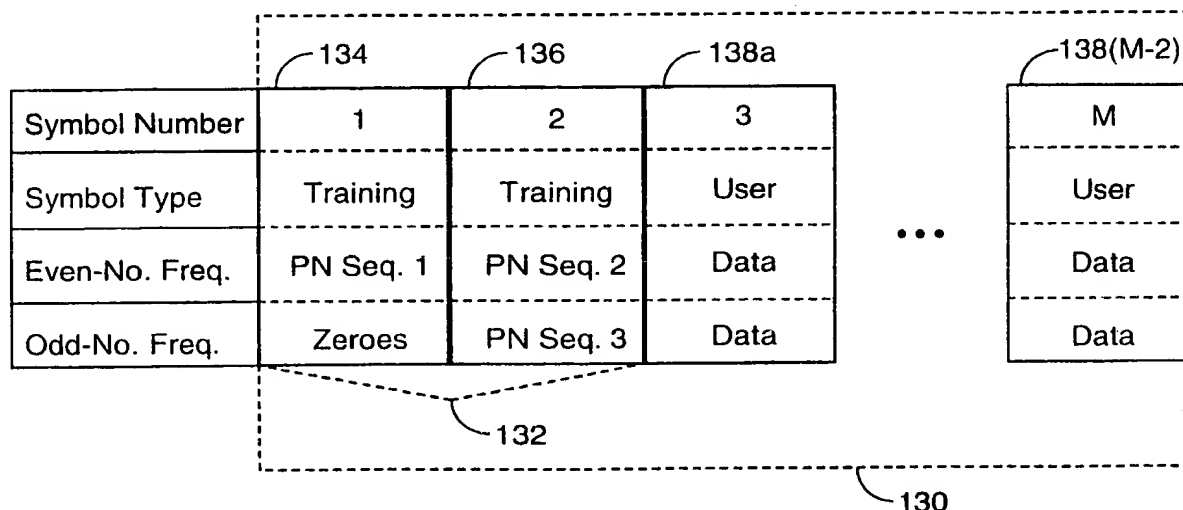 134 136 138a 138(M-2)
Symbol Number 1 2 3 M
Symbol Type Training Training User User
Even-No. Freq. PN Seq. 1 PN Seq. 2 Data ... Data
Odd-No. Freq. Zeroes PN Seq. 3 Data Data
132
130